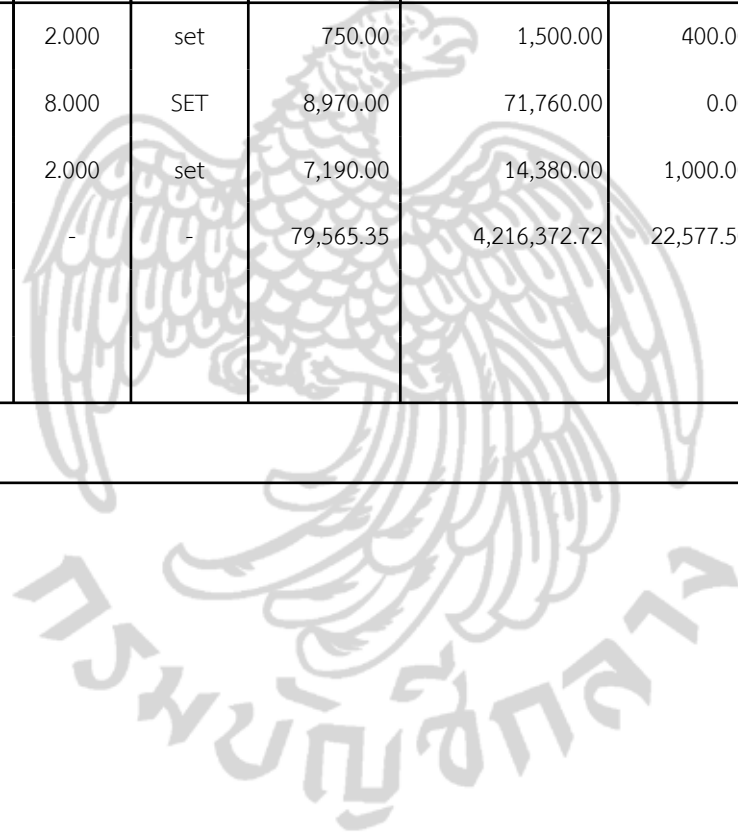 2.000 set 750.00 1,500.00 400.0
8.000 SET 8,970.00 71,760.00 0.0
2.000 set 7,190.00 14,380.00 1,000.0
- - 79,565.35 4,216,372.72 22,577.5
กรมบัญชีกลาง